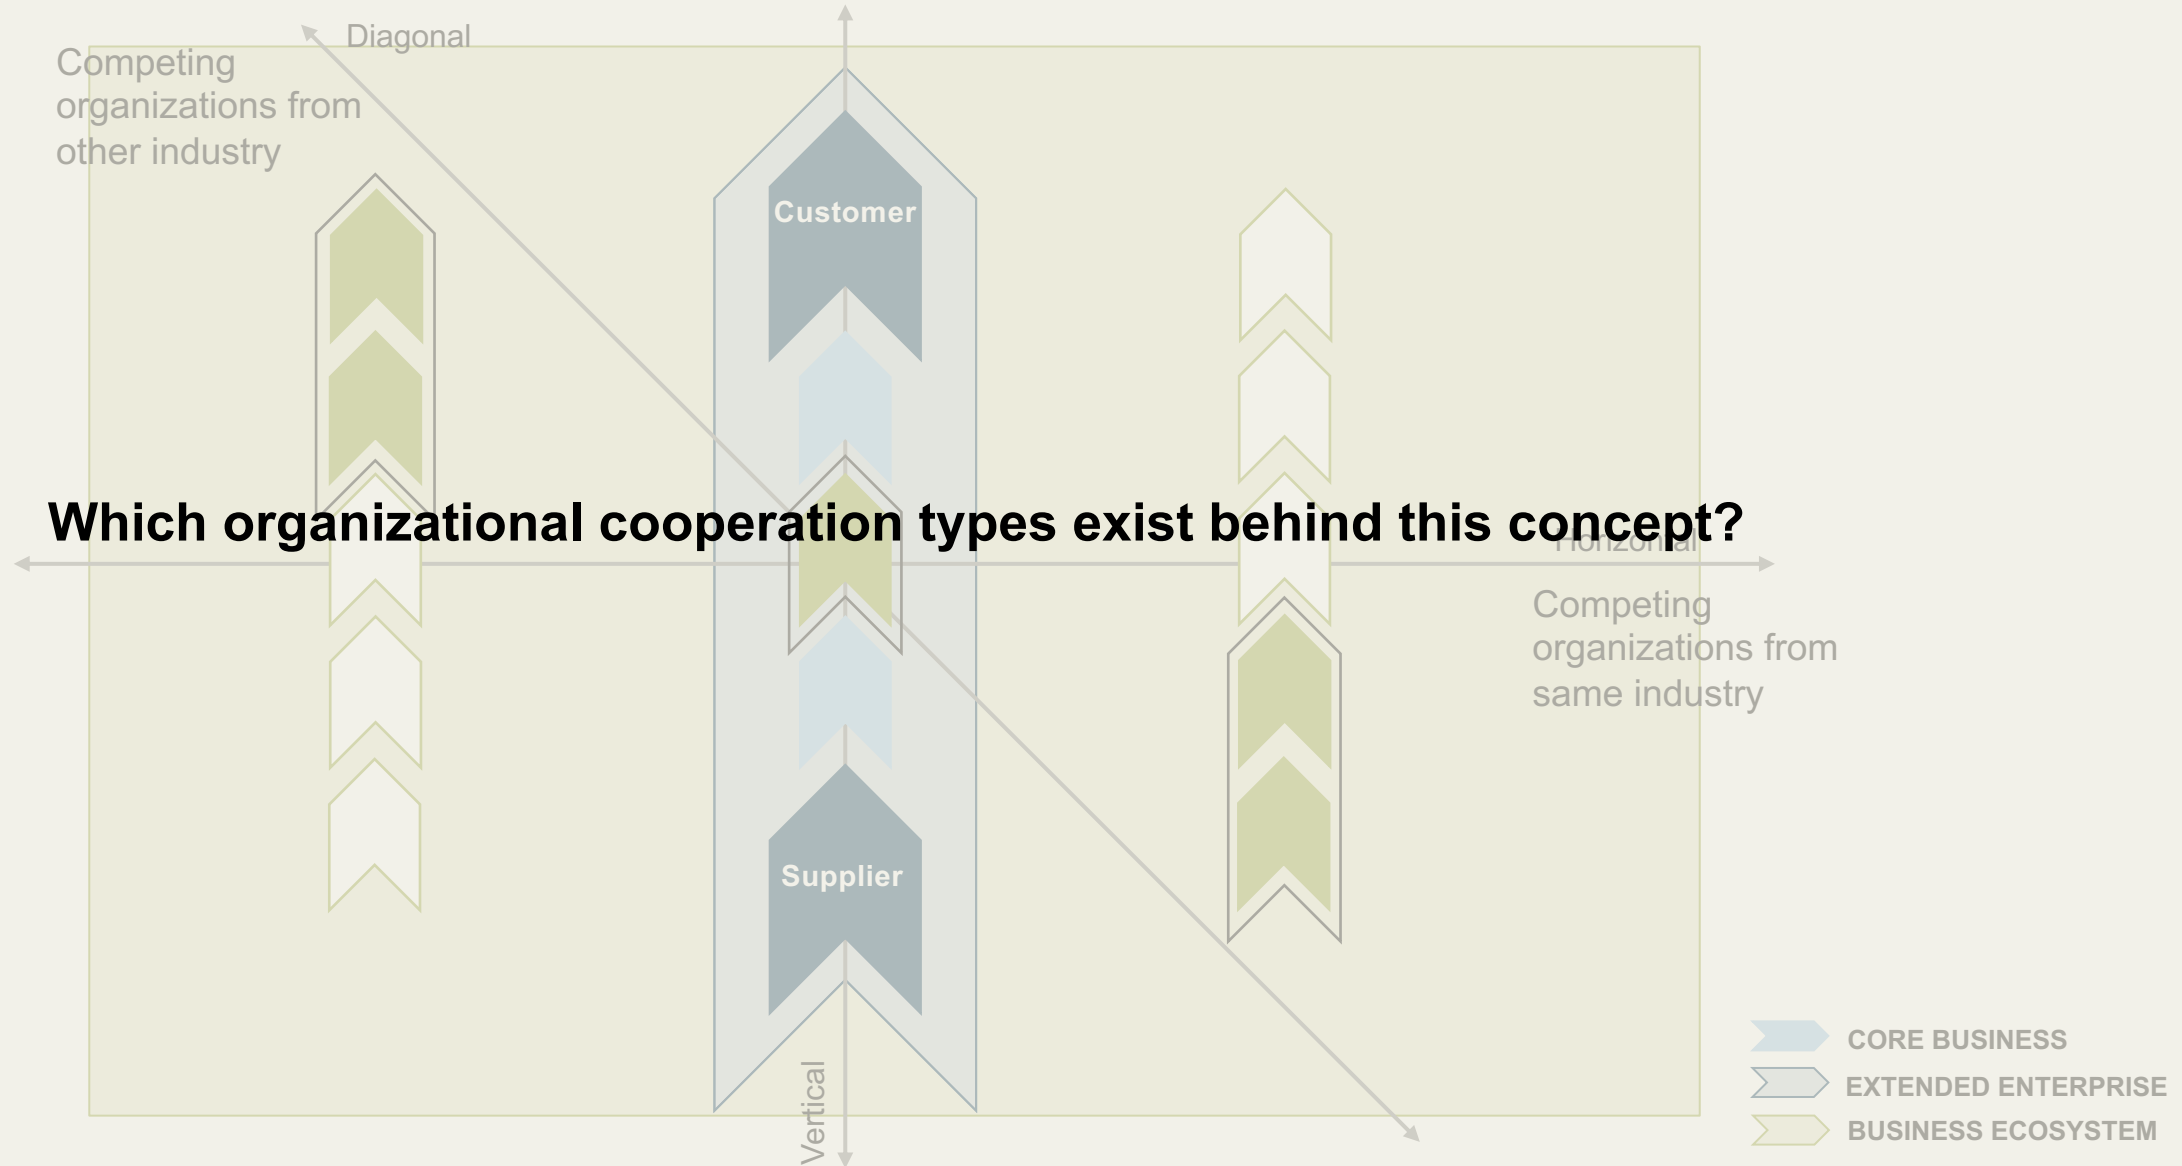 Diagonal
Competing
organizations from
other industry
Customer
Which organizational cooperation types exist behind this concept?
Horizontal
Competing
organizations from
same industry
Supplier
Vertical
CORE BUSINESS
EXTENDED ENTERPRISE
BUSINESS ECOSYSTEM